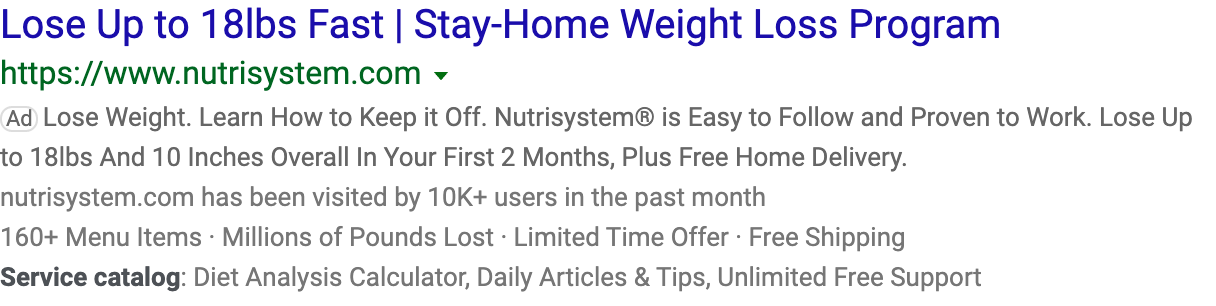 Lose Up to 18lbs Fast | Stay-Home Weight Loss Program
https://www.nutrisystem.com
Ad Lose Weight. Learn How to Keep it Off. Nutrisystem® is Easy to Follow and Proven to Work. Lose Up
to 18lbs And 10 Inches Overall In Your First 2 Months, Plus Free Home Delivery.
nutrisystem.com has been visited by 10K+ users in the past month
160+ Menu Items · Millions of Pounds Lost · Limited Time Offer · Free Shipping
Service catalog: Diet Analysis Calculator, Daily Articles & Tips, Unlimited Free Support